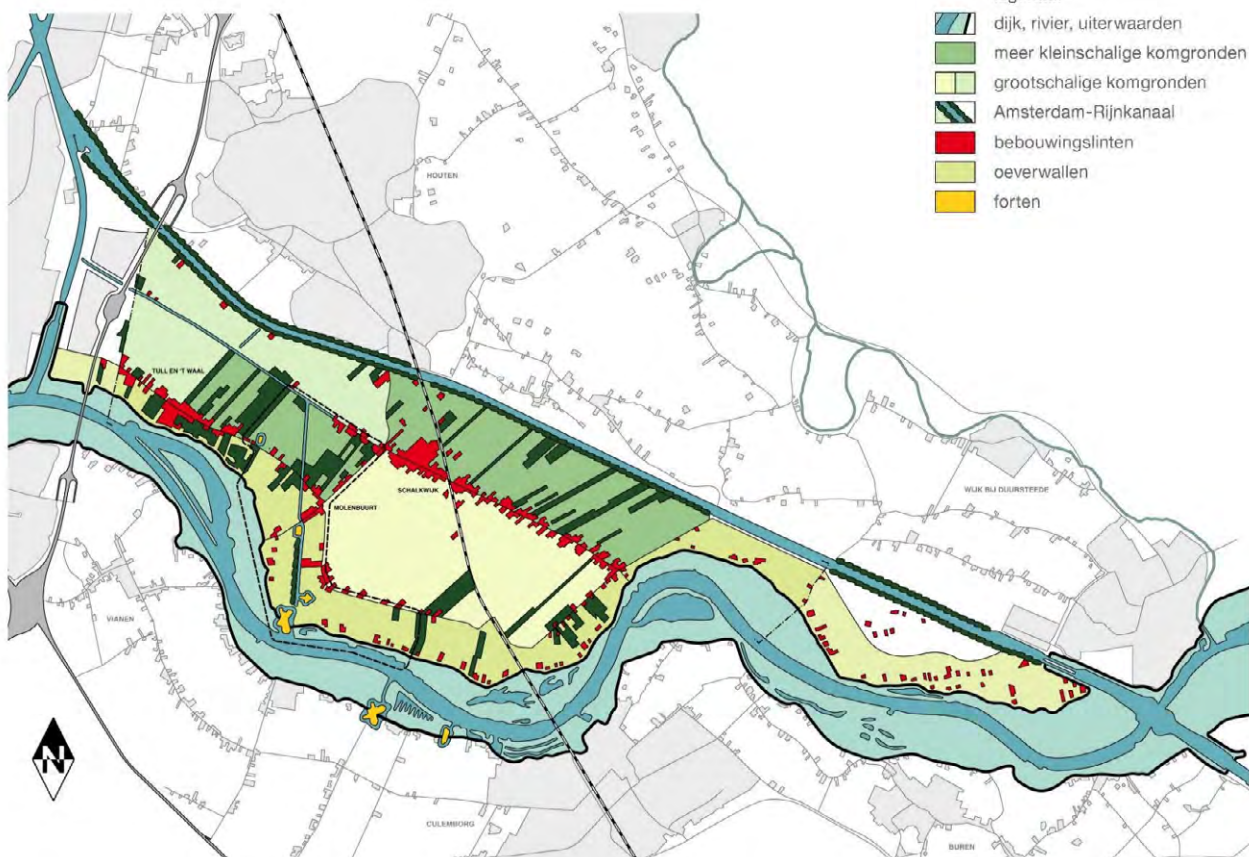 dijk, rivier, uiterwaarden
meer kleinschalige komgronden
grootschalige komgronden
Amsterdam-Rijnkanaal
bebouwingslinten
oeverwallen
forten
HOUTEN
TULL EN 'T WAAL
SCHALKWIJK
MOLENBUURT
WIJK BIJ DUURSTEEDE
VIANEN
N
CULEMBORG
BUREN